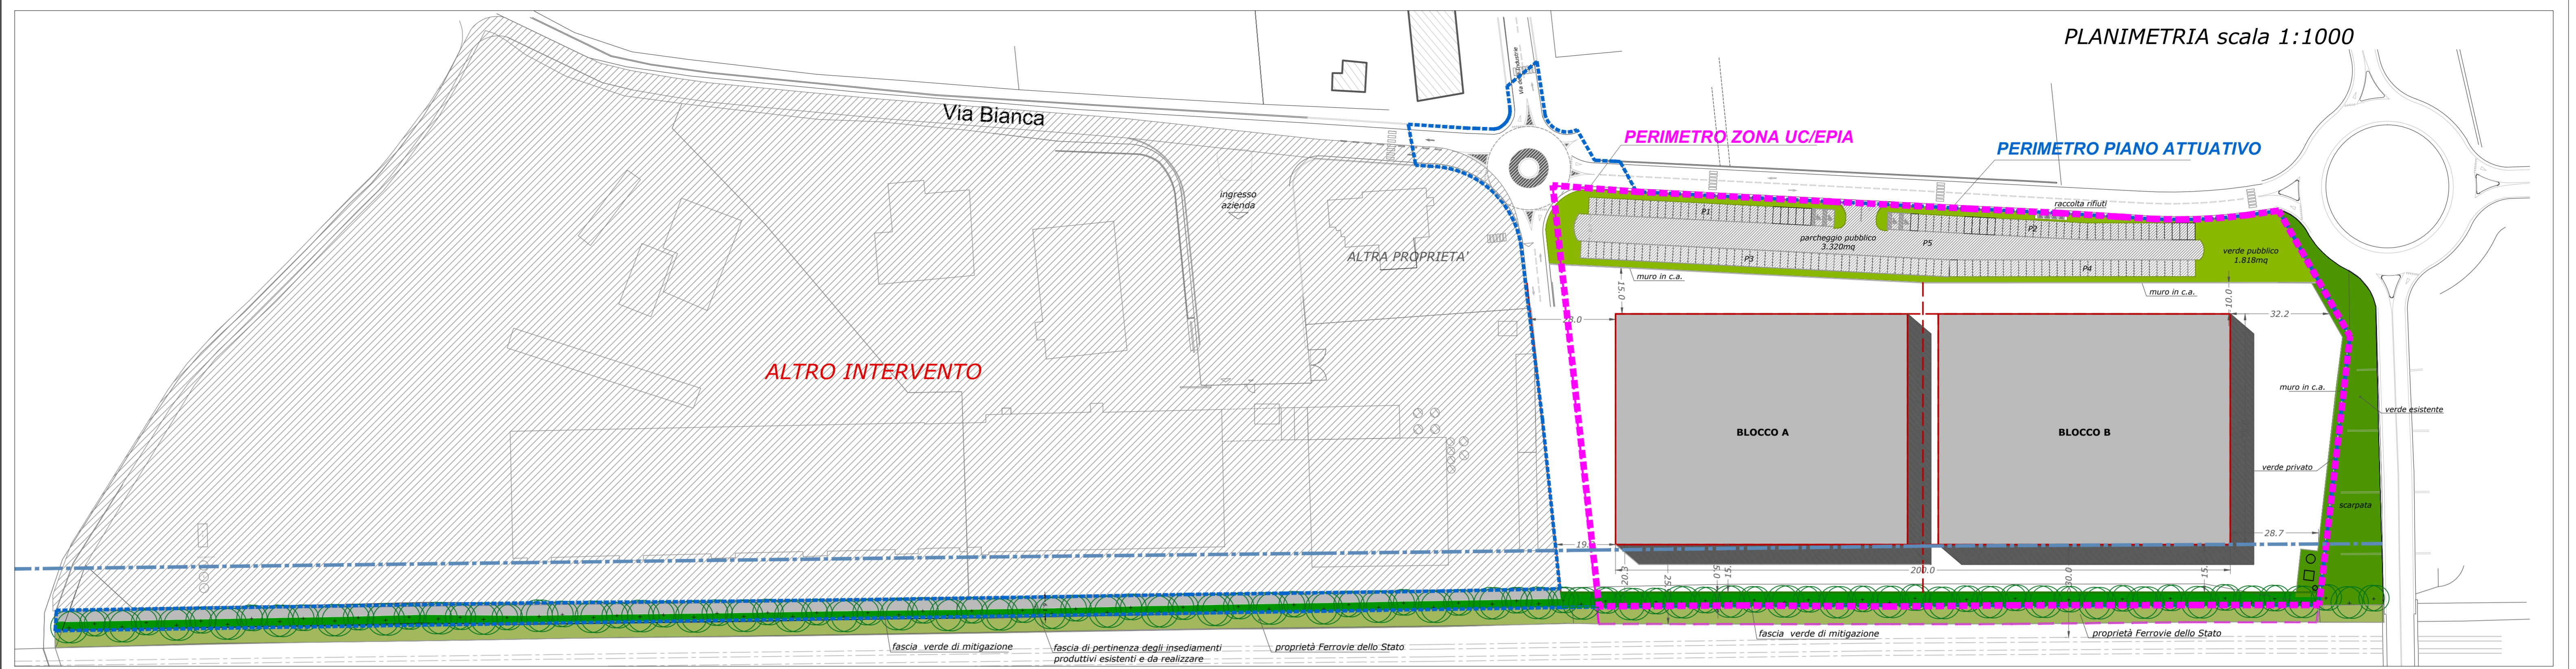 PLANIMETRIA scala 1:1000
Via Bianca
PERIMETRO ZONA UC/EPIA
PERIMETRO PIANO ATTUATIVO
ingresso
azienda
ALTRA PROPRIETA'
ALTRO INTERVENTO
raccolta rifiuti
P1
P2
parcheggio pubblico
3.320mq
P5
P3
P4
verde pubblico
1.818mq
muro in c.a.
muro in c.a.
15.0
10.0
32.2
muro in c.a.
verde esistente
BLOCCO A
BLOCCO B
verde privato
scarpata
28.7
200.0
20.3
30.0
fascia verde di mitigazione
fascia di pertinenza degli insediamenti
produttivi esistenti e da realizzare
proprietà Ferrovie dello Stato
fascia verde di mitigazione
proprietà Ferrovie dello Stato